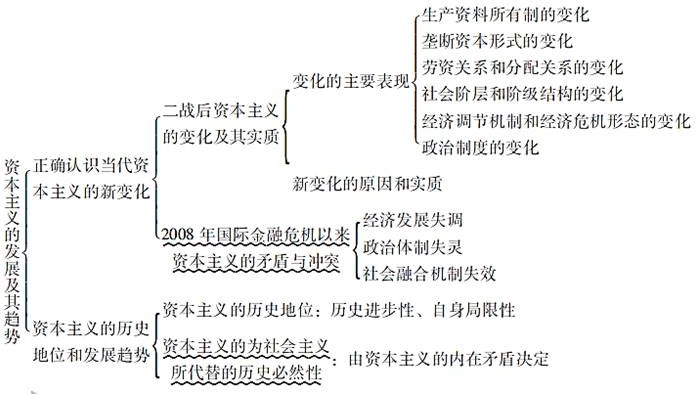 资本主义的发展及其趋势
正确认识当代资
本主义的新变化
二战后资本主义
的变化及其实质
变化的主要表现
生产资料所有制的变化
垄断资本形式的变化
劳资关系和分配关系的变化
社会阶层和阶级结构的变化
经济调节机制和经济危机形态的变化
政治制度的变化
新变化的原因和实质
2008年国际金融危机以来
资本主义的矛盾与冲突
经济发展失调
政治体制失灵
社会融合机制失效
资本主义的历史
地位和发展趋势
资本主义的历史地位：历史进步性、自身局限性
资本主义的为社会主义
所代替的历史必然性
：由资本主义的内在矛盾决定